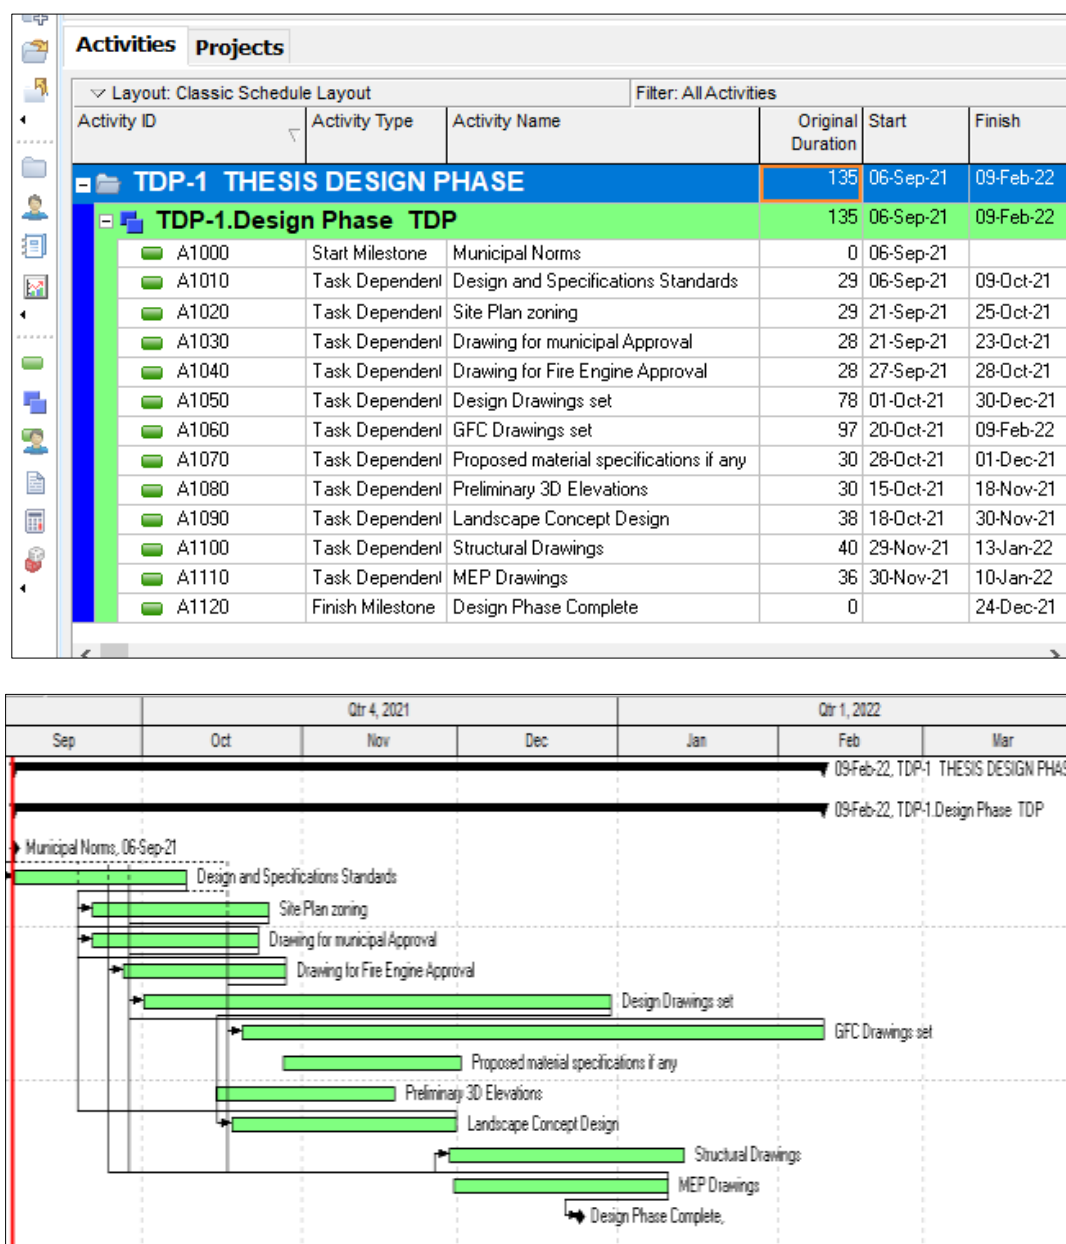 Activities Projects
Layout: Classic Schedule Layout Filter: All Activities
Activity ID Activity Type Activity Name Original Duration Start Finish
TDP-1 THESIS DESIGN PHASE 135 06-Sep-21 09-Feb-22
TDP-1.Design Phase TDP 135 06-Sep-21 09-Feb-22
A1000 Start Milestone Municipal Norms 0 06-Sep-21
A1010 Task Dependent Design and Specifications Standards 29 06-Sep-21 09-Oct-21
A1020 Task Dependent Site Plan zoning 29 21-Sep-21 25-Oct-21
A1030 Task Dependent Drawing for municipal Approval 28 21-Sep-21 23-Oct-21
A1040 Task Dependent Drawing for Fire Engine Approval 28 27-Sep-21 28-Oct-21
A1050 Task Dependent Design Drawings set 78 01-Oct-21 30-Dec-21
A1060 Task Dependent GFC Drawings set 97 20-Oct-21 09-Feb-22
A1070 Task Dependent Proposed material specifications if any 30 28-Oct-21 01-Dec-21
A1080 Task Dependent Preliminary 3D Elevations 30 15-Oct-21 18-Nov-21
A1090 Task Dependent Landscape Concept Design 38 18-Oct-21 30-Nov-21
A1100 Task Dependent Structural Drawings 40 29-Nov-21 13-Jan-22
A1110 Task Dependent MEP Drawings 36 30-Nov-21 10-Jan-22
A1120 Finish Milestone Design Phase Complete 0 24-Dec-21
Qtr 4, 2021 Qtr 1, 2022
Sep Oct Nov Dec Jan Feb Mar
09-Feb-22, TDP-1 THESIS DESIGN PHAS
09-Feb-22, TDP-1.Design Phase TDP
Municipal Norms, 06-Sep-21
Design and Specifications Standards
Site Plan zoning
Drawing for municipal Approval
Drawing for Fire Engine Approval
Design Drawings set
GFC Drawings set
Proposed material specifications if any
Preliminary 3D Elevations
Landscape Concept Design
Structural Drawings
MEP Drawings
Design Phase Complete,